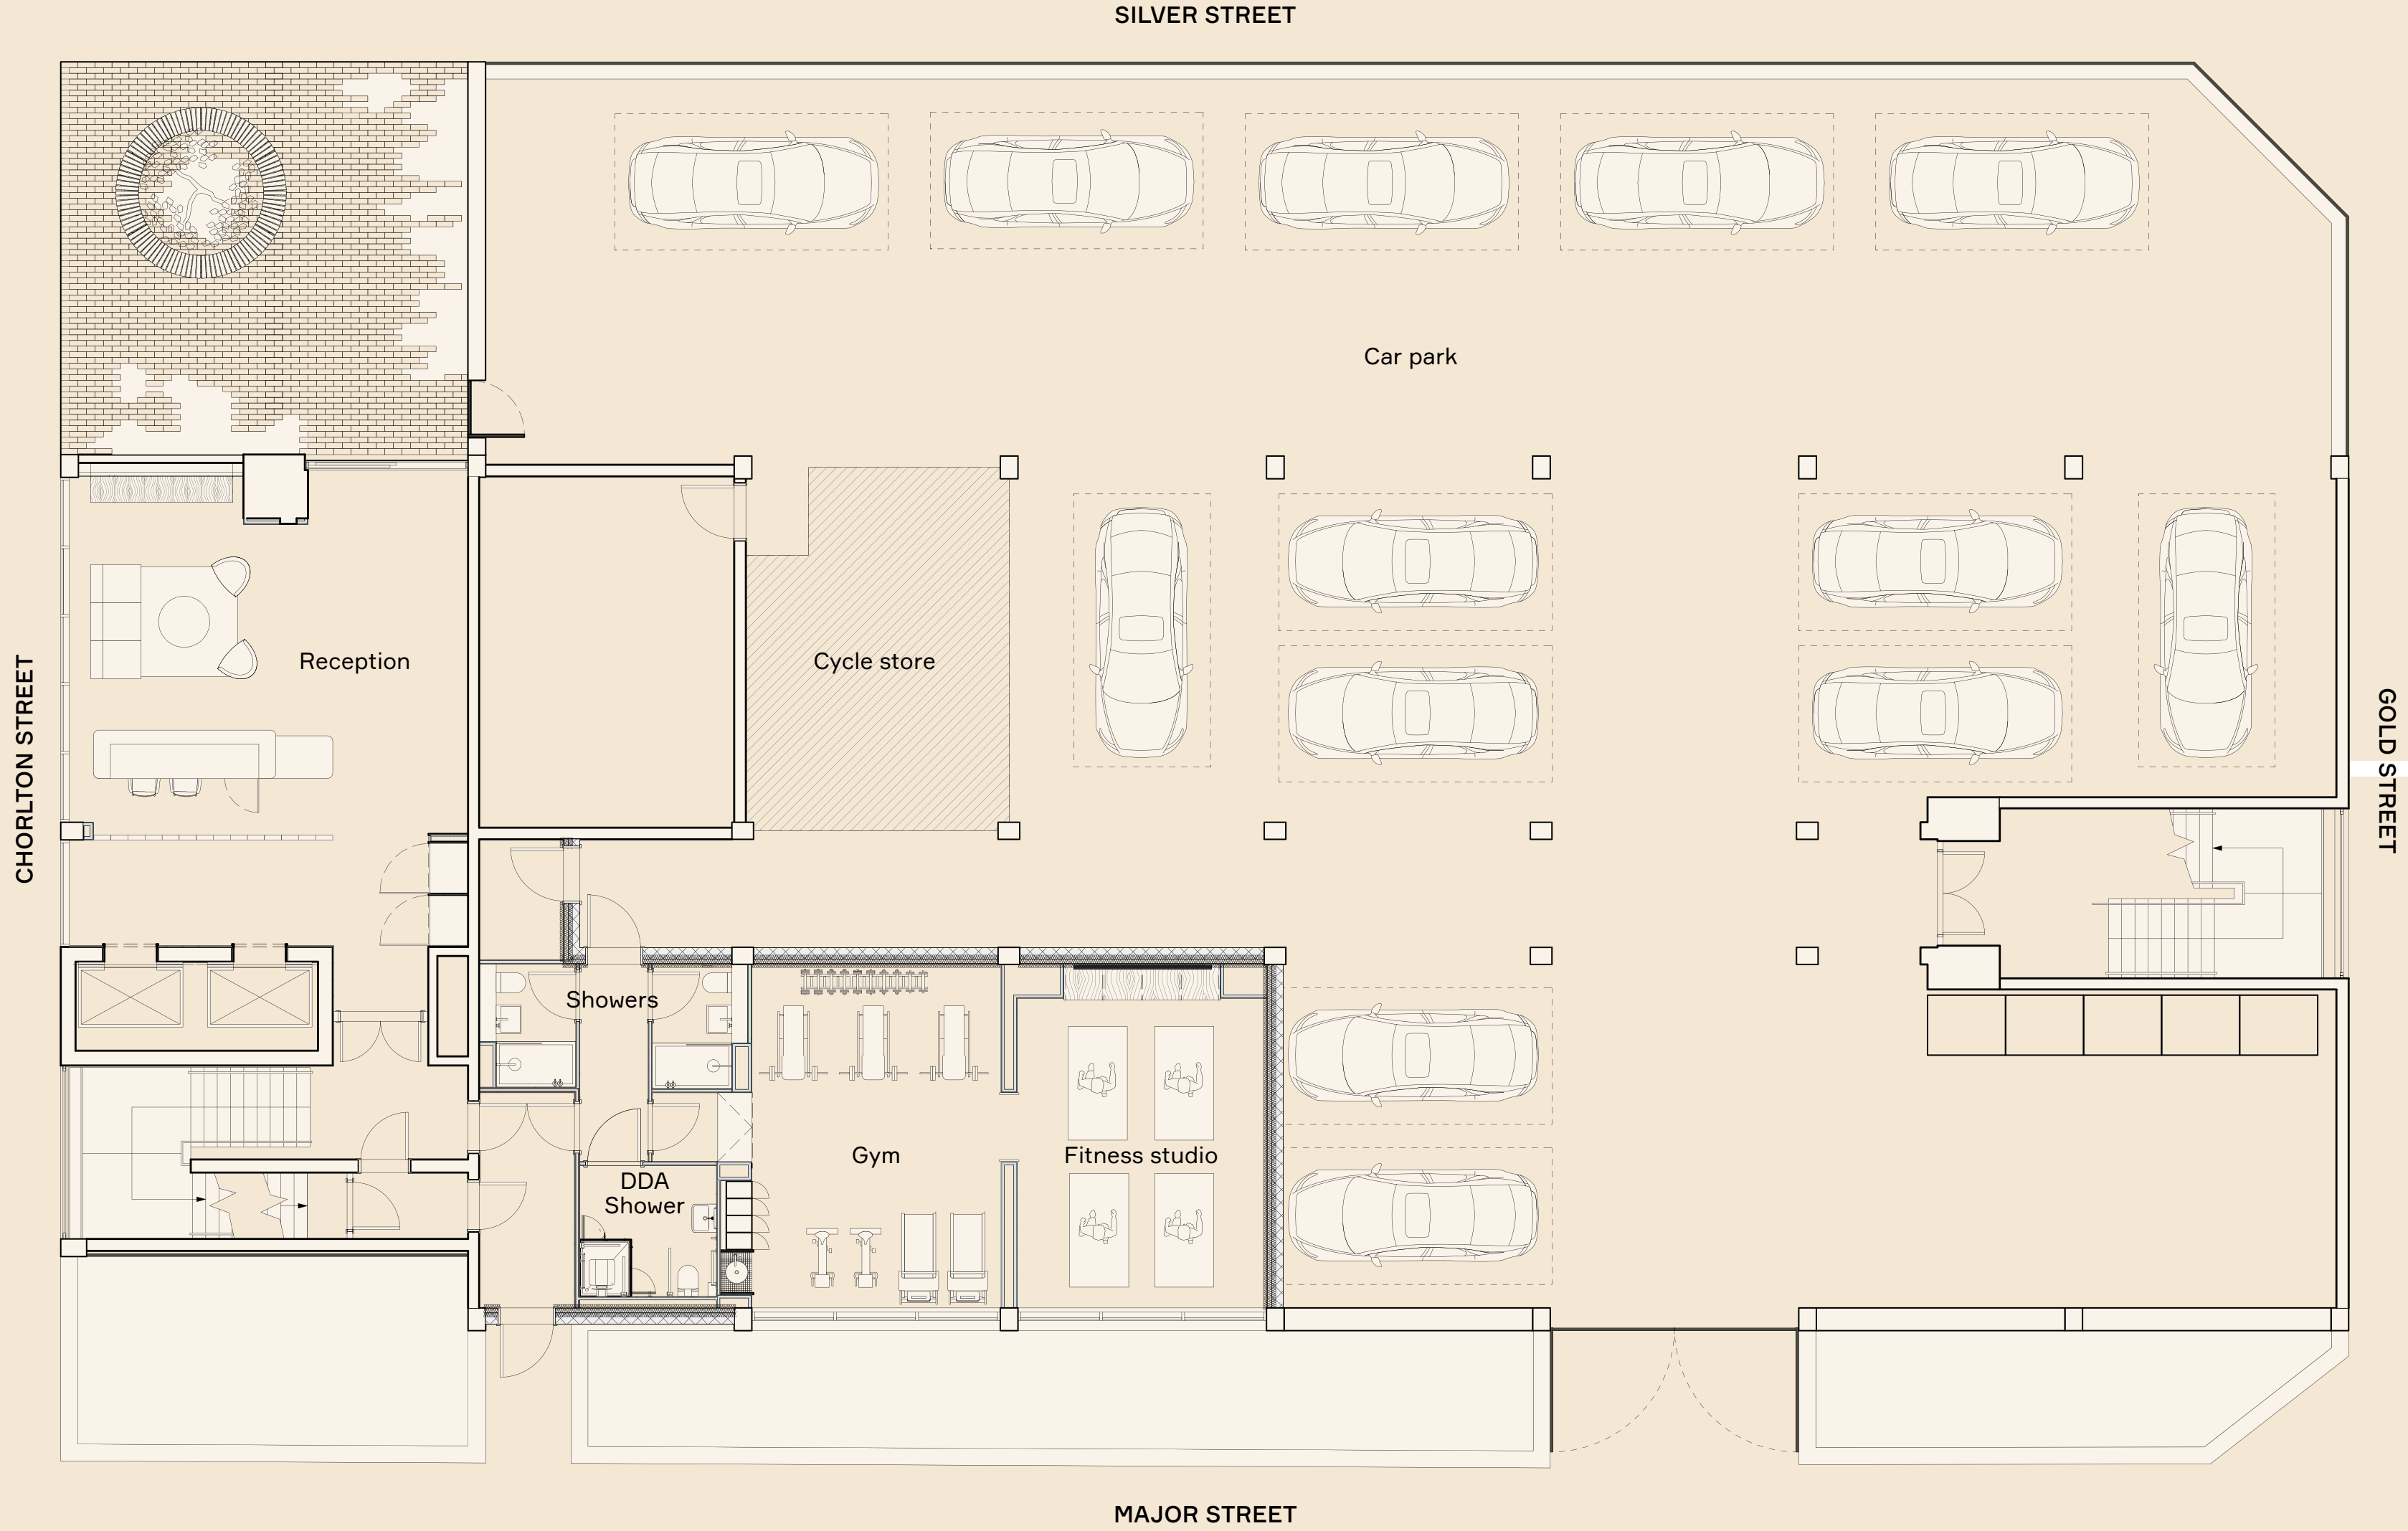 SILVER STREET
Car park
Reception
Cycle store
CHORLTON STREET
GOLD STREET
Showers
Gym
Fitness studio
DDA
Shower
MAJOR STREET